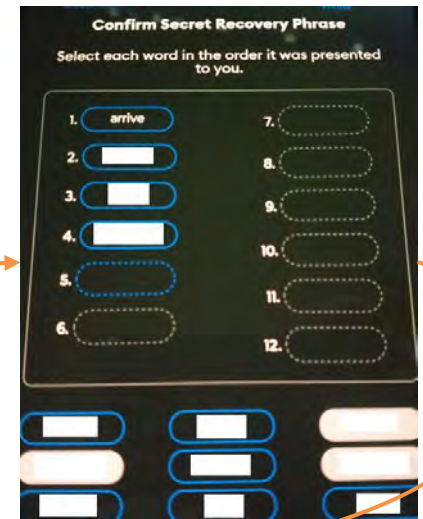 Confirm Secret Recovery Phrase
Select each word in the order it was presented
to you.
1. arrive
2.
3.
4.
5.
6.
7.
8.
9.
10.
11.
12.